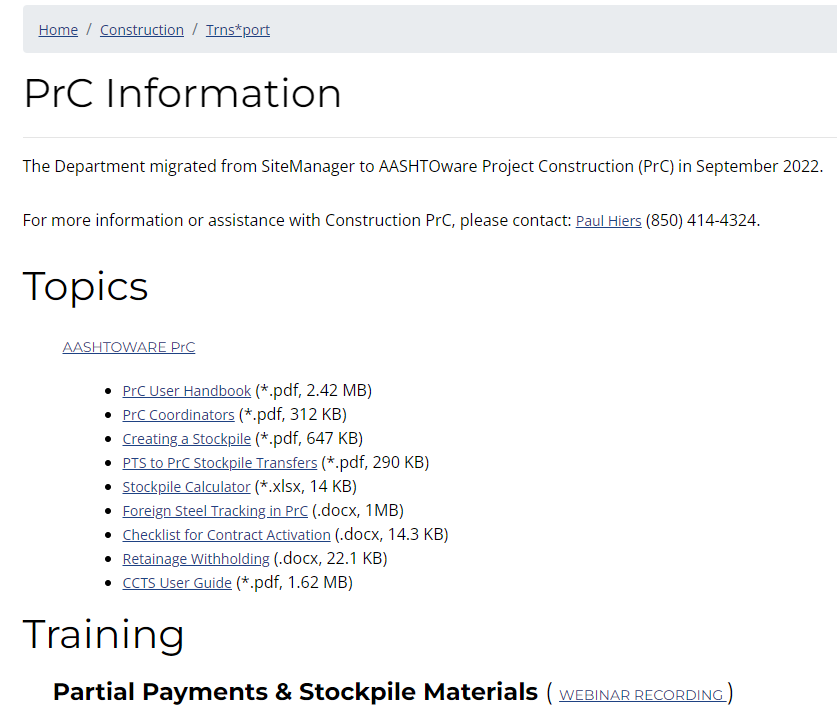 Home / Construction / Trns*port
PrC Information
The Department migrated from SiteManager to AASHTOware Project Construction (PrC) in September 2022.
For more information or assistance with Construction PrC, please contact: Paul Hiers (850) 414-4324.
Topics
AASHTOWARE PrC
• PrC User Handbook (*.pdf, 2.42 MB)
• PrC Coordinators (*.pdf, 312 KB)
• Creating a Stockpile (*.pdf, 647 KB)
• PTS to PrC Stockpile Transfers (*.pdf, 290 KB)
• Stockpile Calculator (*.xlsx, 14 KB)
• Foreign Steel Tracking in PrC (.docx, 1MB)
• Checklist for Contract Activation (.docx, 14.3 KB)
• Retainage Withholding (.docx, 22.1 KB)
• CCTS User Guide (*.pdf, 1.62 MB)
Training
Partial Payments & Stockpile Materials ( WEBINAR RECORDING )